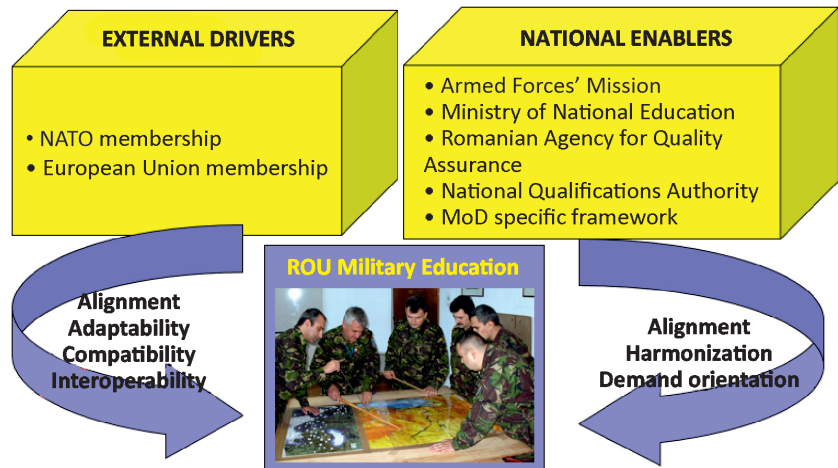 EXTERNAL DRIVERS
• NATO membership
• European Union membership
NATIONAL ENABLERS
• Armed Forces’ Mission
• Ministry of National Education
• Romanian Agency for Quality
Assurance
• National Qualifications Authority
• MoD specific framework
ROU Military Education
Alignment
Adaptability
Compatibility
Interoperability
Alignment
Harmonization
Demand orientation